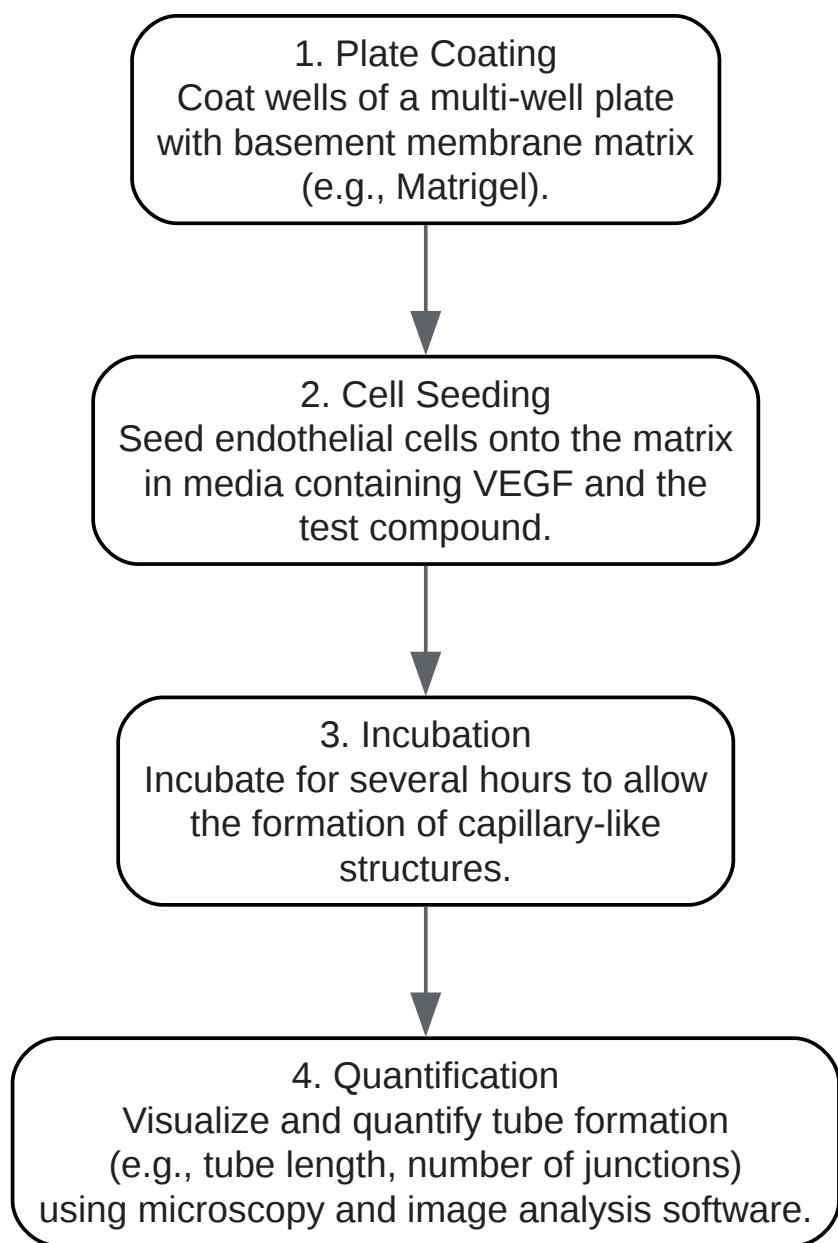 1. Plate Coating
Coat wells of a multi-well plate
with basement membrane matrix
(e.g., Matrigel).
2. Cell Seeding
Seed endothelial cells onto the matrix
in media containing VEGF and the
test compound.
3. Incubation
Incubate for several hours to allow
the formation of capillary-like
structures.
4. Quantification
Visualize and quantify tube formation
(e.g., tube length, number of junctions)
using microscopy and image analysis software.